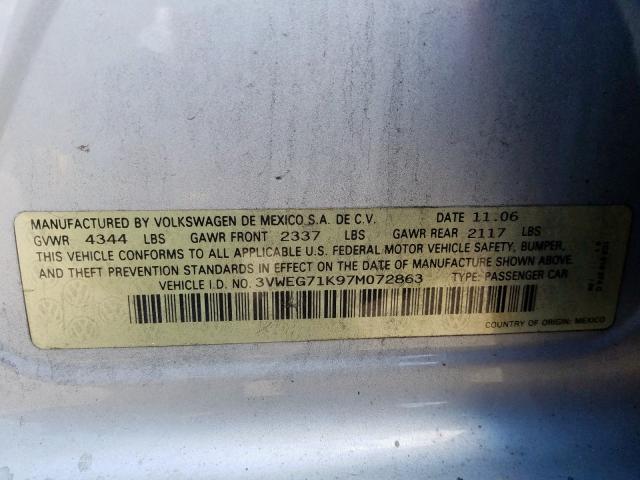 MANUFACTURED BY VOLKSWAGEN DE MEXICO S.A. DE C.V. DATE 11.06
GVWR 4344 LBS GAWR FRONT 2337 LBS GAWR REAR 2117 LBS
THIS VEHICLE CONFORMS TO ALL APPLICABLE U.S. FEDERAL MOTOR VEHICLE SAFETY, BUMPER,
AND THEFT PREVENTION STANDARDS IN EFFECT ON THE DATE OF MANUFACTURE SHOWN ABOVE.
VEHICLE I.D. NO. 3VWEG71K97M072863 TYPE: PASSENGER CAR
COUNTRY OF ORIGIN: MEXICO